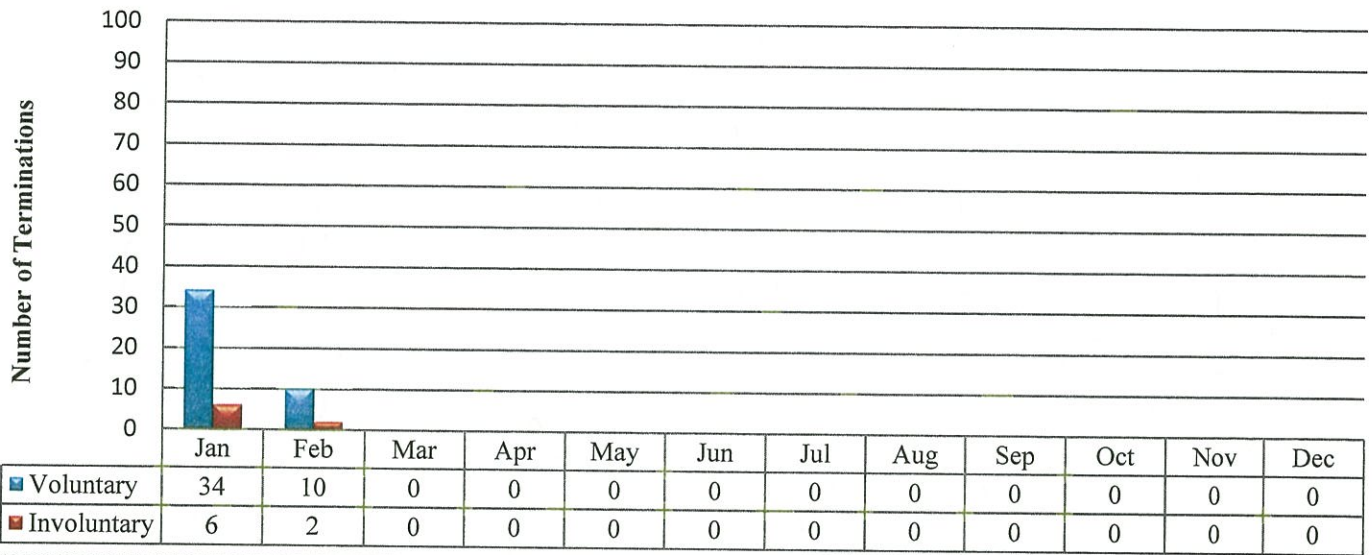 Number of Terminations
100
90
80
70
60
50
40
30
20
10
0
Jan Feb Mar Apr May Jun Jul Aug Sep Oct Nov Dec
Voluntary 34 10 0 0 0 0 0 0 0 0 0 0
Involuntary 6 2 0 0 0 0 0 0 0 0 0 0